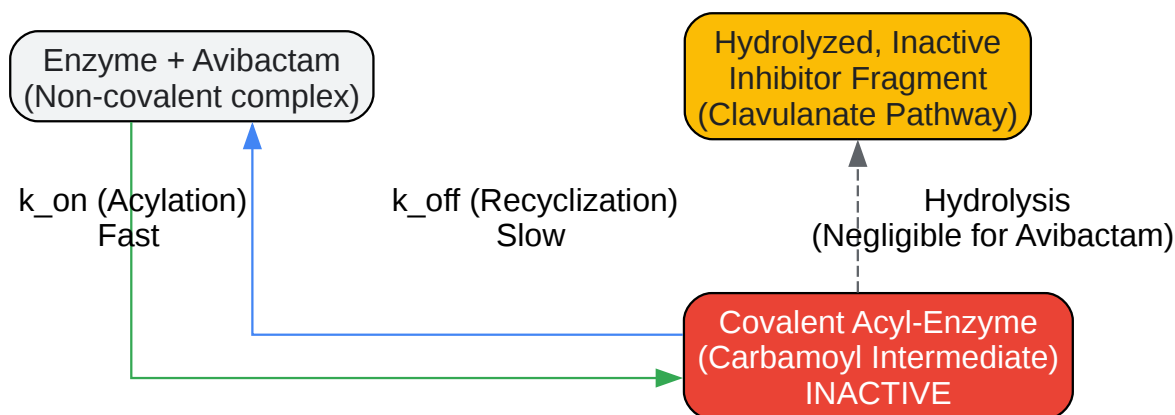 Enzyme + Avibactam
(Non-covalent complex)
Hydrolyzed, Inactive
Inhibitor Fragment
(Clavulanate Pathway)
k_on (Acylation)
Fast
k_off (Recyclization)
Slow
Hydrolysis
(Negligible for Avibactam)
Covalent Acyl-Enzyme
(Carbamoyl Intermediate)
INACTIVE